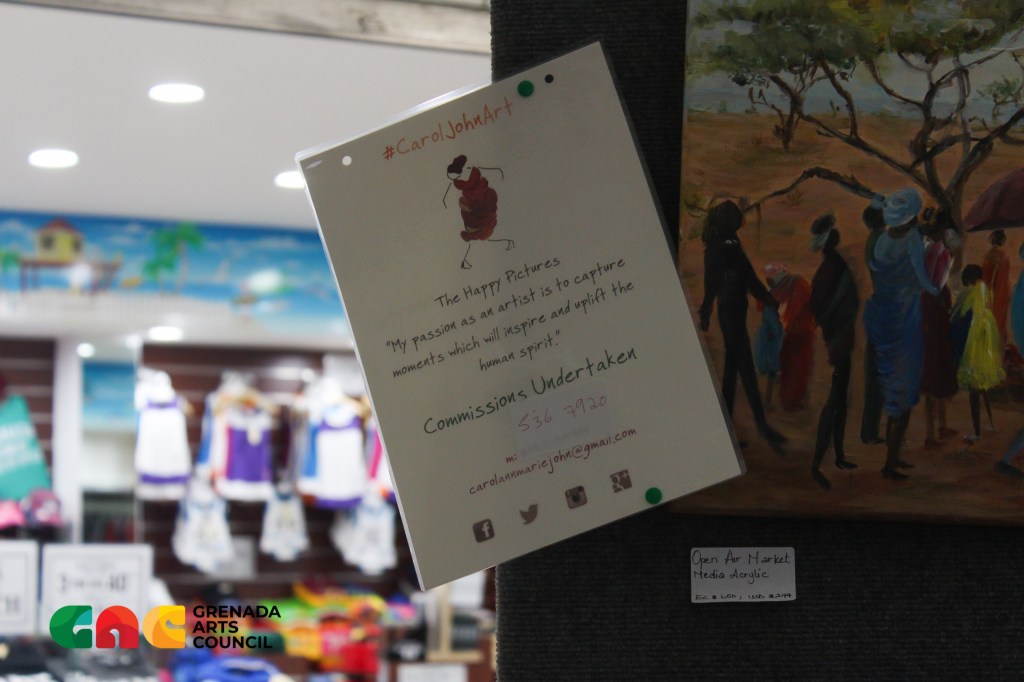 #CarolJohnArt
The Happy Pictures
"My passion as an artist is to capture
moments which will inspire and uplift the
human spirit."
Commissions Undertaken
536 7920
m:
carolannmariejohn@gmail.com
Open Air Market
Media Acrylic
GRENADA
ARTS
COUNCIL